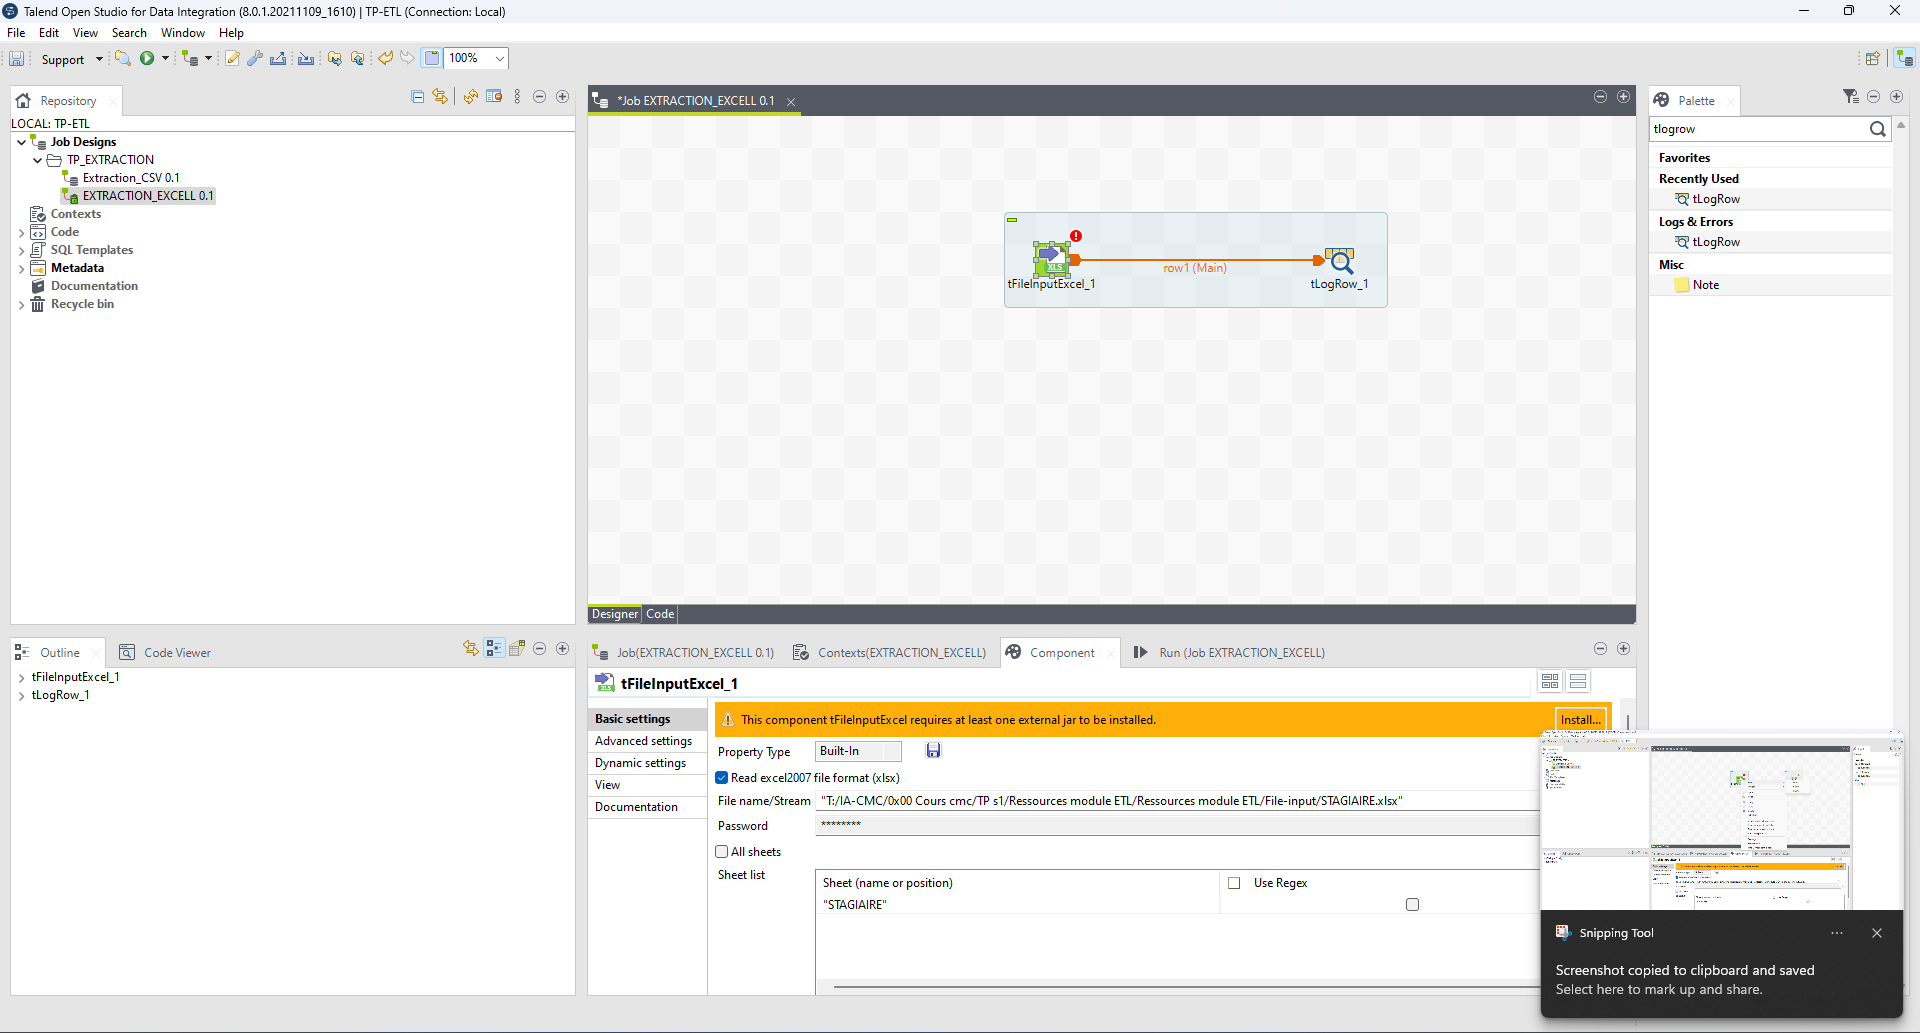 Talend Open Studio for Data Integration (8.0.1.20211109_1610) | TP-ETL (Connection: Local)
File Edit View Search Window Help
Support 100%
Repository
LOCAL: TP-ETL
Job Designs
TP_EXTRACTION
Extraction_CSV 0.1
EXTRACTION_EXCELL 0.1
Contexts
Code
SQL Templates
Metadata
Documentation
Recycle bin
*Job EXTRACTION_EXCELL 0.1
XLS
tFileInputExcel_1
row1 (Main)
tLogRow_1
Designer Code
Palette
tlogrow
Favorites
Recently Used
tLogRow
Logs & Errors
tLogRow
Misc
Note
Outline Code Viewer
tFileInputExcel_1
tLogRow_1
Job(EXTRACTION_EXCELL 0.1) Contexts(EXTRACTION_EXCELL) Component Run (Job EXTRACTION_EXCELL)
XLS tFileInputExcel_1
Basic settings
Advanced settings
Dynamic settings
View
Documentation
This component tFileInputExcel requires at least one external jar to be installed. Install...
Property Type Built-In
Read excel2007 file format (xlsx)
File name/Stream "T:/IA-CMC/0x00 Cours cmc/TP s1/Ressources module ETL/Ressources module ETL/File-input/STAGIAIRE.xlsx"
Password ********
All sheets
Sheet list
Sheet (name or position) Use Regex
"STAGIAIRE"
Snipping Tool
Screenshot copied to clipboard and saved
Select here to mark up and share.